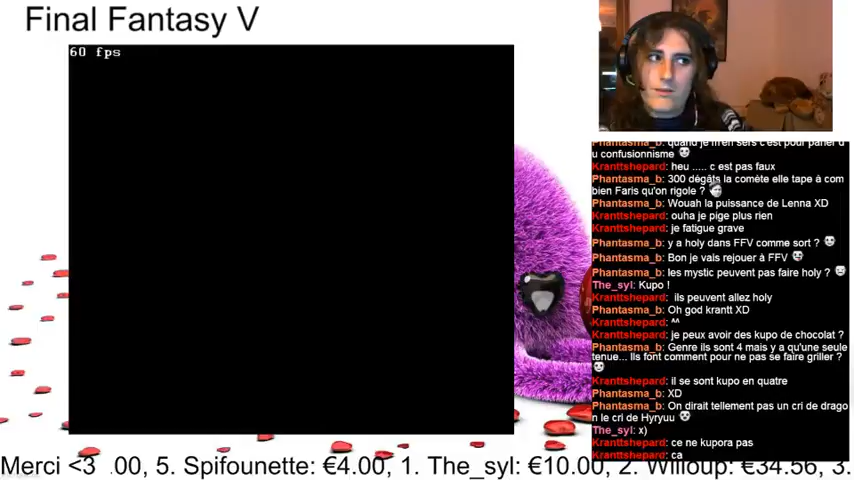 Final Fantasy V
60 fps
Phantasma_b: quand je m'en sers c'est pour parler d
u confusionnisme
Kranttshepard: heu ..... c est pas faux
Phantasma_b: 300 dégâts la comète elle tape à com
bien Faris qu'on rigole ?
Phantasma_b: Wouah la puissance de Lenna XD
Kranttshepard: ouha je pige plus rien
Kranttshepard: je fatigue grave
Phantasma_b: y a holy dans FFV comme sort ?
Phantasma_b: Bon je vais rejouer à FFV
Phantasma_b: les mystic peuvent pas faire holy ?
The_syl: Kupo !
Kranttshepard: ils peuvent allez holy
Phantasma_b: Oh god krantt XD
Kranttshepard: ^^
Kranttshepard: je peux avoir des kupo de chocolat ?
Phantasma_b: Genre ils sont 4 mais y a qu'une seule
tenue... Ils font comment pour ne pas se faire griller ?
Kranttshepard: il se sont kupo en quatre
Phantasma_b: XD
Phantasma_b: On dirait tellement pas un cri de drago
n le cri de Hyryuu
The_syl: x)
Kranttshepard: ce ne kupora pas
Kranttshepard: ca
Merci <3 .00, 5. Spifounette: €4.00, 1. The_syl: €10.00, 2. Willoup: €34.56, 3.